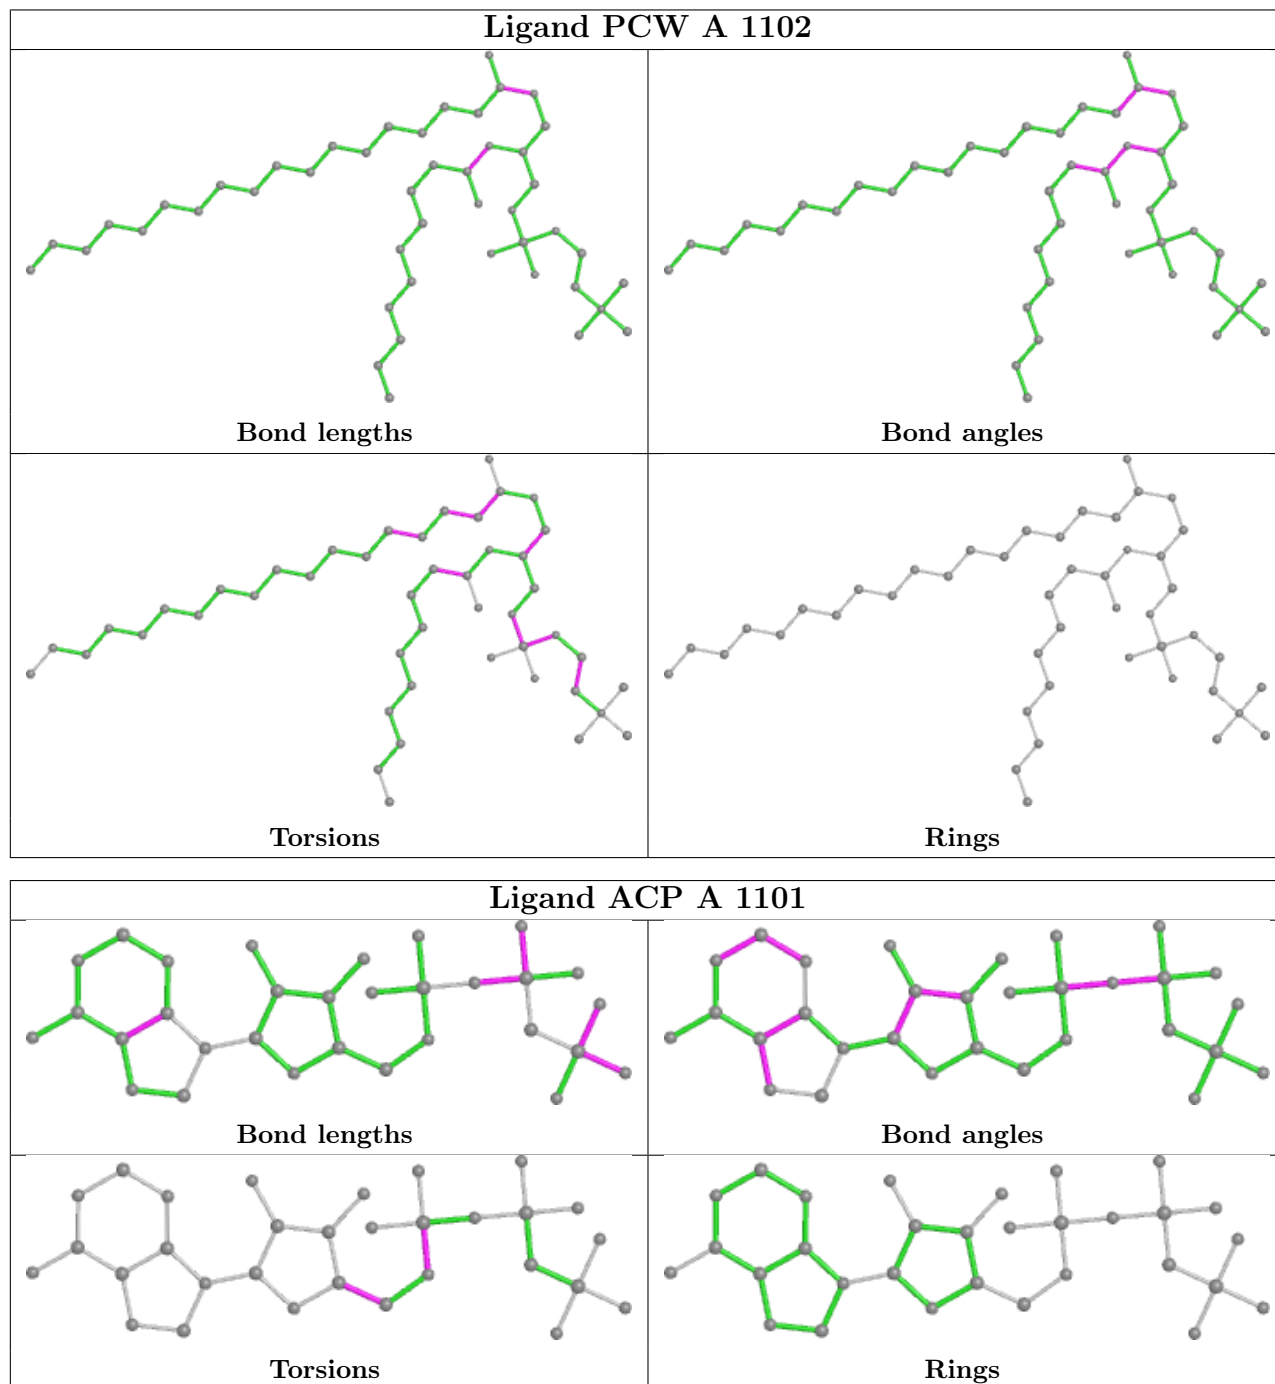 Ligand PCW A 1102
Bond lengths
Bond angles
Torsions
Rings
Ligand ACP A 1101
Bond lengths
Bond angles
Torsions
Rings